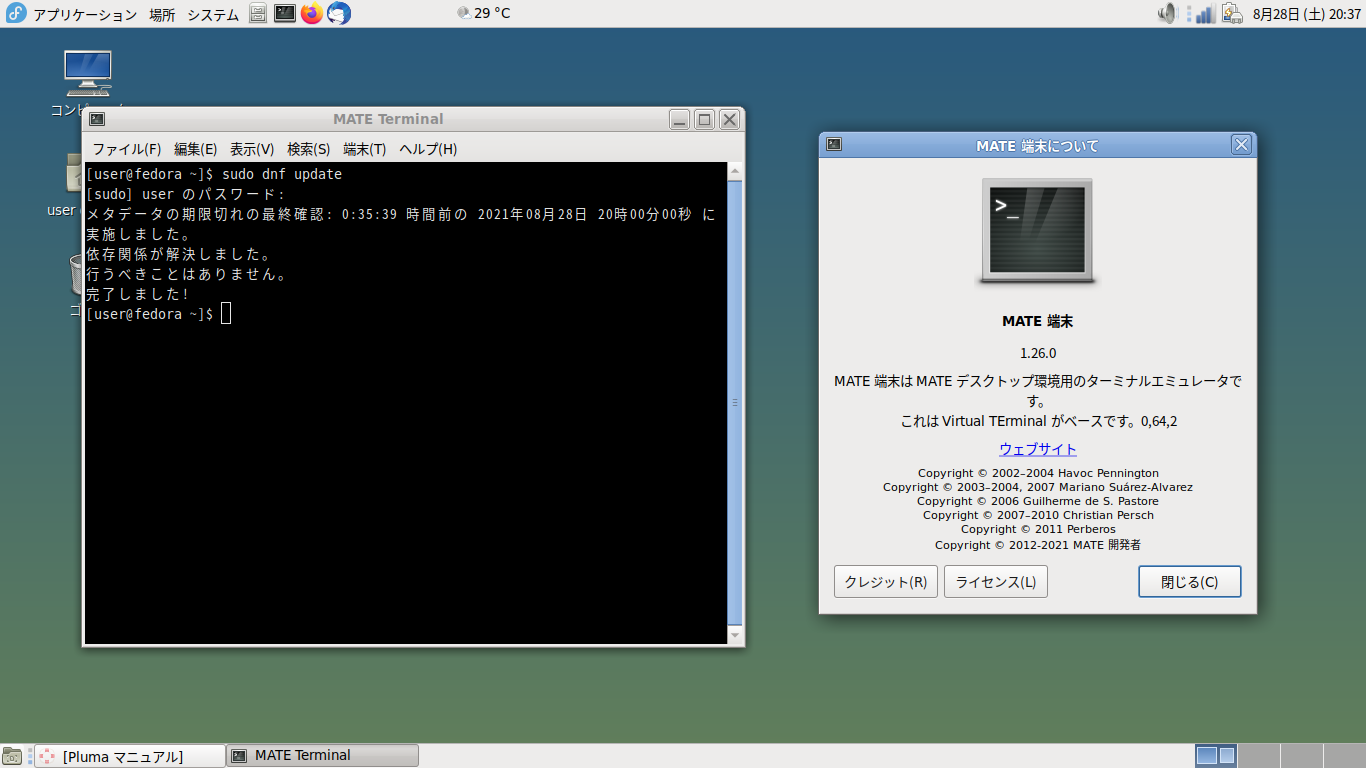 アプリケーション 場所 システム 29 °C 8月28日 (土) 20:37
MATE Terminal
ファイル(F) 編集(E) 表示(V) 検索(S) 端末(T) ヘルプ(H)
[user@fedora ~]$ sudo dnf update
[sudo] user のパスワード:
メタデータの期限切れの最終確認: 0:35:39 時間前の 2021年08月28日 20時00分00秒 に
実施しました。
依存関係が解決しました。
行うべきことはありません。
完了しました!
[user@fedora ~]$
user
MATE 端末について
MATE 端末
1.26.0
MATE 端末は MATE デスクトップ環境用のターミナルエミュレータで
す。
これは Virtual TErminal がベースです。0,64,2
ウェブサイト
Copyright © 2002–2004 Havoc Pennington
Copyright © 2003–2004, 2007 Mariano Suárez-Alvarez
Copyright © 2006 Guilherme de S. Pastore
Copyright © 2007–2010 Christian Persch
Copyright © 2011 Perberos
Copyright © 2012-2021 MATE 開発者
クレジット(R) ライセンス(L) 閉じる(C)
[Pluma マニュアル] MATE Terminal